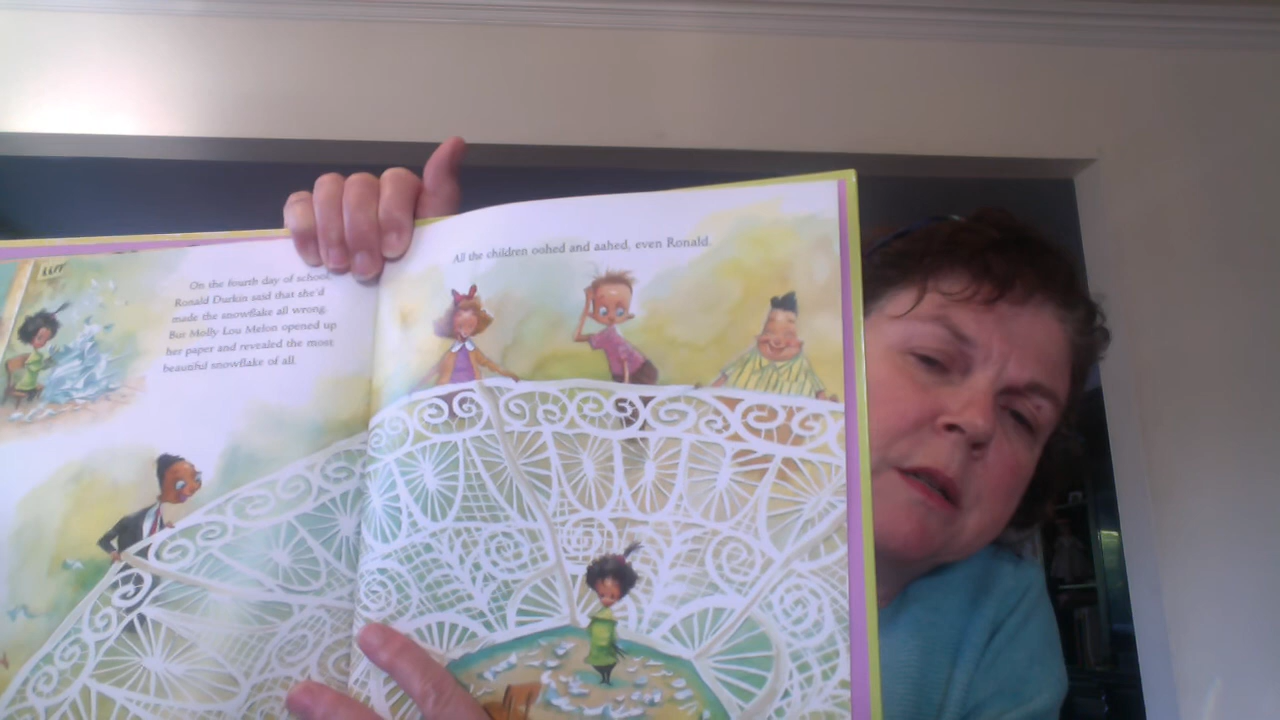 On the fourth day of school
Ronald Durkin said that she'd
made the snowflake all wrong.
But Molly Lou Melon opened up
her paper and revealed the most
beautiful snowflake of all.
All the children oohed and aahed, even Ronald.